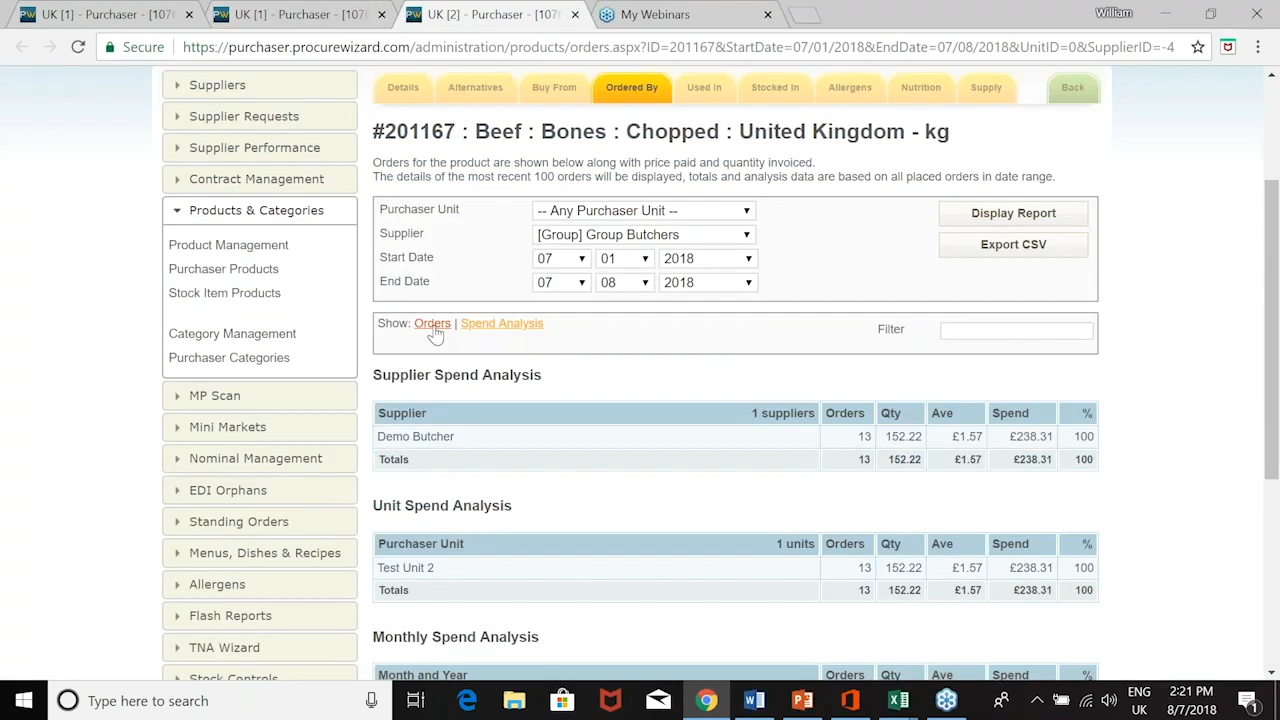 UK [1] - Purchaser - [1076
UK [1] - Purchaser - [1076
UK [2] - Purchaser - [1076
My Webinars
William
Secure
https://purchaser.procurewizard.com/administration/products/orders.aspx?ID=201167&StartDate=07/01/2018&EndDate=07/08/2018&UnitID=0&SupplierID=-4
Suppliers
Supplier Requests
Supplier Performance
Contract Management
Products & Categories
Product Management
Purchaser Products
Stock Item Products
Category Management
Purchaser Categories
MP Scan
Mini Markets
Nominal Management
EDI Orphans
Standing Orders
Menus, Dishes & Recipes
Allergens
Flash Reports
TNA Wizard
Stock Controls
Details Alternatives Buy From Ordered By Used In Stocked In Allergens Nutrition Supply Back
#201167 : Beef : Bones : Chopped : United Kingdom - kg
Orders for the product are shown below along with price paid and quantity invoiced.
The details of the most recent 100 orders will be displayed, totals and analysis data are based on all placed orders in date range.
Purchaser Unit -- Any Purchaser Unit -- Display Report
Supplier [Group] Group Butchers Export CSV
Start Date 07 01 2018
End Date 07 08 2018
Show: Orders | Spend Analysis Filter
Supplier Spend Analysis
Supplier 1 suppliers Orders Qty Ave Spend %
Demo Butcher 13 152.22 £1.57 £238.31 100
Totals 13 152.22 £1.57 £238.31 100
Unit Spend Analysis
Purchaser Unit 1 units Orders Qty Ave Spend %
Test Unit 2 13 152.22 £1.57 £238.31 100
Totals 13 152.22 £1.57 £238.31 100
Monthly Spend Analysis
Month and Year Orders Qty Ave Spend %
Type here to search
ENG
UK
2:21 PM
8/7/2018
1